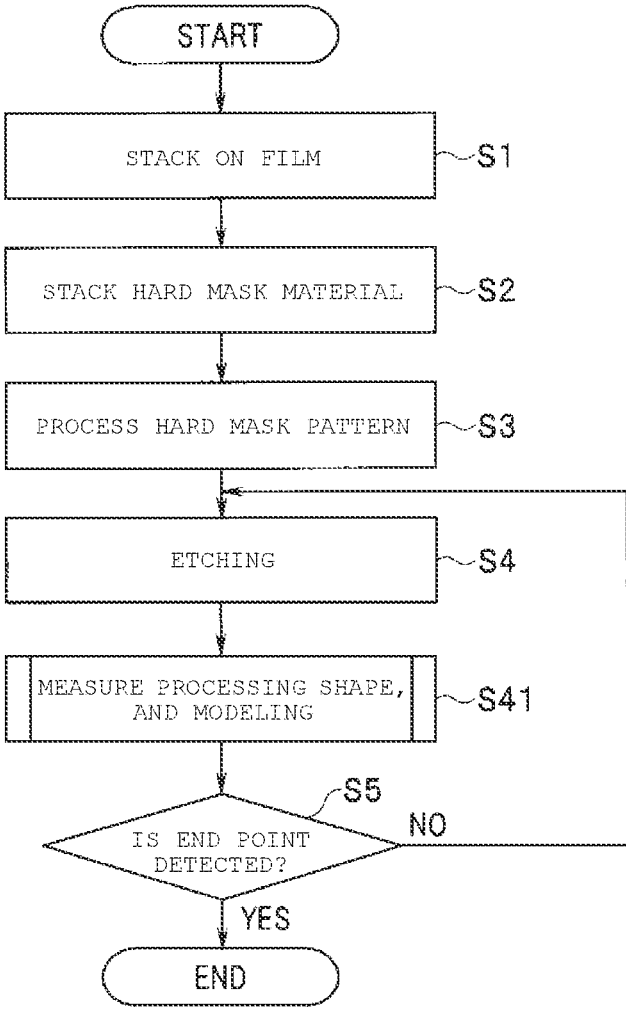 START
STACK ON FILM
S1
STACK HARD MASK MATERIAL
S2
PROCESS HARD MASK PATTERN
S3
ETCHING
S4
MEASURE PROCESSING SHAPE,
AND MODELING
S41
S5
IS END POINT
DETECTED?
NO
YES
END